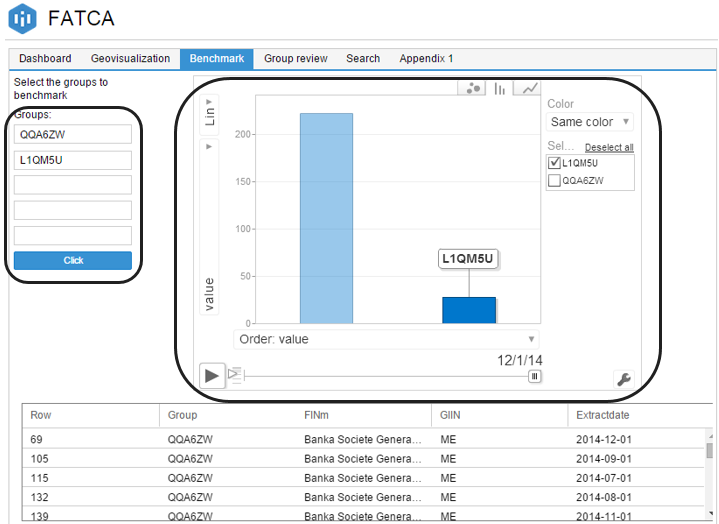 FATCA
Dashboard Geovisualization Benchmark Group review Search Appendix 1
Select the groups to
benchmark
Groups:
QQA6ZW
L1QM5U
Click
Lin
value
200
150
100
50
0
L1QM5U
Order: value
12/1/14
Color
Same color
Sel... Deselect all
L1QM5U
QQA6ZW
Row Group FINm GIIN Extractdate
69 QQA6ZW Banka Societe Genera... ME 2014-12-01
105 QQA6ZW Banka Societe Genera... ME 2014-09-01
115 QQA6ZW Banka Societe Genera... ME 2014-07-01
132 QQA6ZW Banka Societe Genera... ME 2014-08-01
139 QQA6ZW Banka Societe Genera... ME 2014-11-01